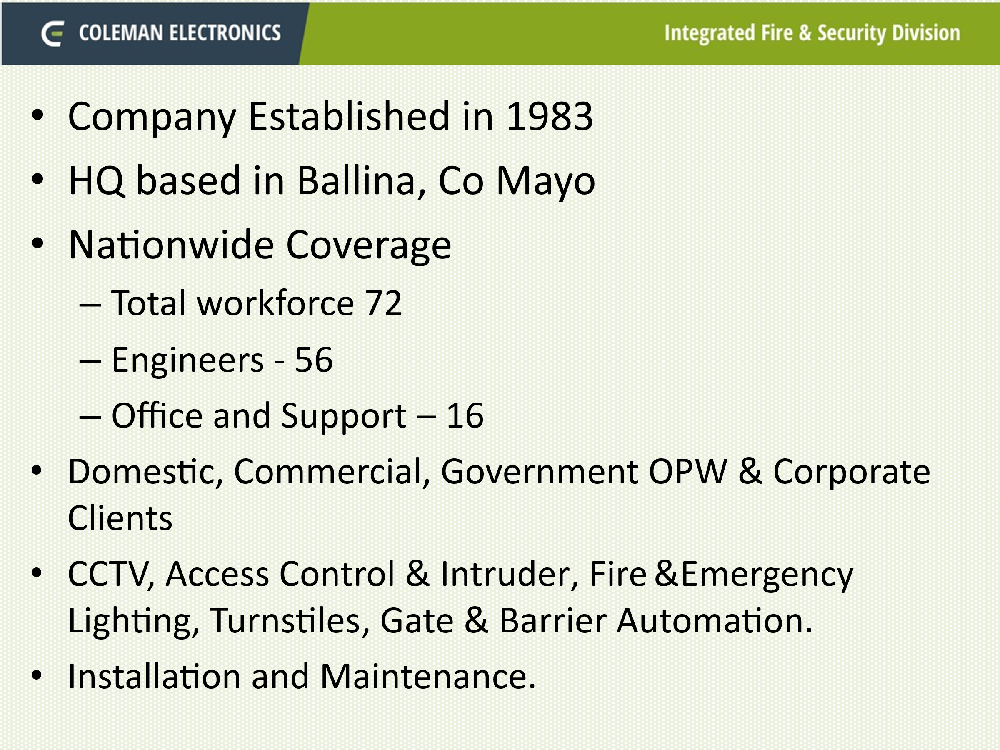 COLEMAN ELECTRONICS
Integrated Fire & Security Division
• Company Established in 1983
• HQ based in Ballina, Co Mayo
• Nationwide Coverage
– Total workforce 72
– Engineers - 56
– Office and Support – 16
• Domestic, Commercial, Government OPW & Corporate
Clients
• CCTV, Access Control & Intruder, Fire &Emergency
Lighting, Turnstiles, Gate & Barrier Automation.
• Installation and Maintenance.